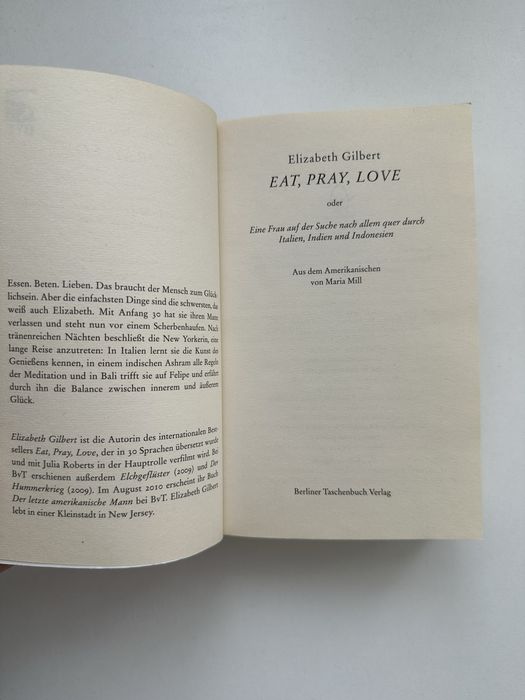 Essen. Beten. Lieben. Das braucht der Mensch zum Glück-
lichsein. Aber die einfachsten Dinge sind die schwersten, das
weiß auch Elizabeth. Mit Anfang 30 hat sie ihren Mann
verlassen und steht nun vor einem Scherbenhaufen. Nach
tränenreichen Nächten beschließt die New Yorkerin, eine
lange Reise anzutreten: In Italien lernt sie die Kunst des
Genießens kennen, in einem indischen Ashram alle Regeln
der Meditation und in Bali trifft sie auf Felipe und erfährt
durch ihn die Balance zwischen innerem und äußerem
Glück.
Elizabeth Gilbert ist die Autorin des internationalen Best-
sellers Eat, Pray, Love, der in 30 Sprachen übersetzt wurde
und mit Julia Roberts in der Hauptrolle verfilmt wird. Bei
BvT erschienen außerdem Elchgeflüster (2009) und Der
Hummerkrieg (2009). Im August 2010 erscheint ihr Buch
Der letzte amerikanische Mann bei BvT. Elizabeth Gilbert
lebt in einer Kleinstadt in New Jersey.
Elizabeth Gilbert
EAT, PRAY, LOVE
oder
Eine Frau auf der Suche nach allem quer durch
Italien, Indien und Indonesien
Aus dem Amerikanischen
von Maria Mill
Berliner Taschenbuch Verlag